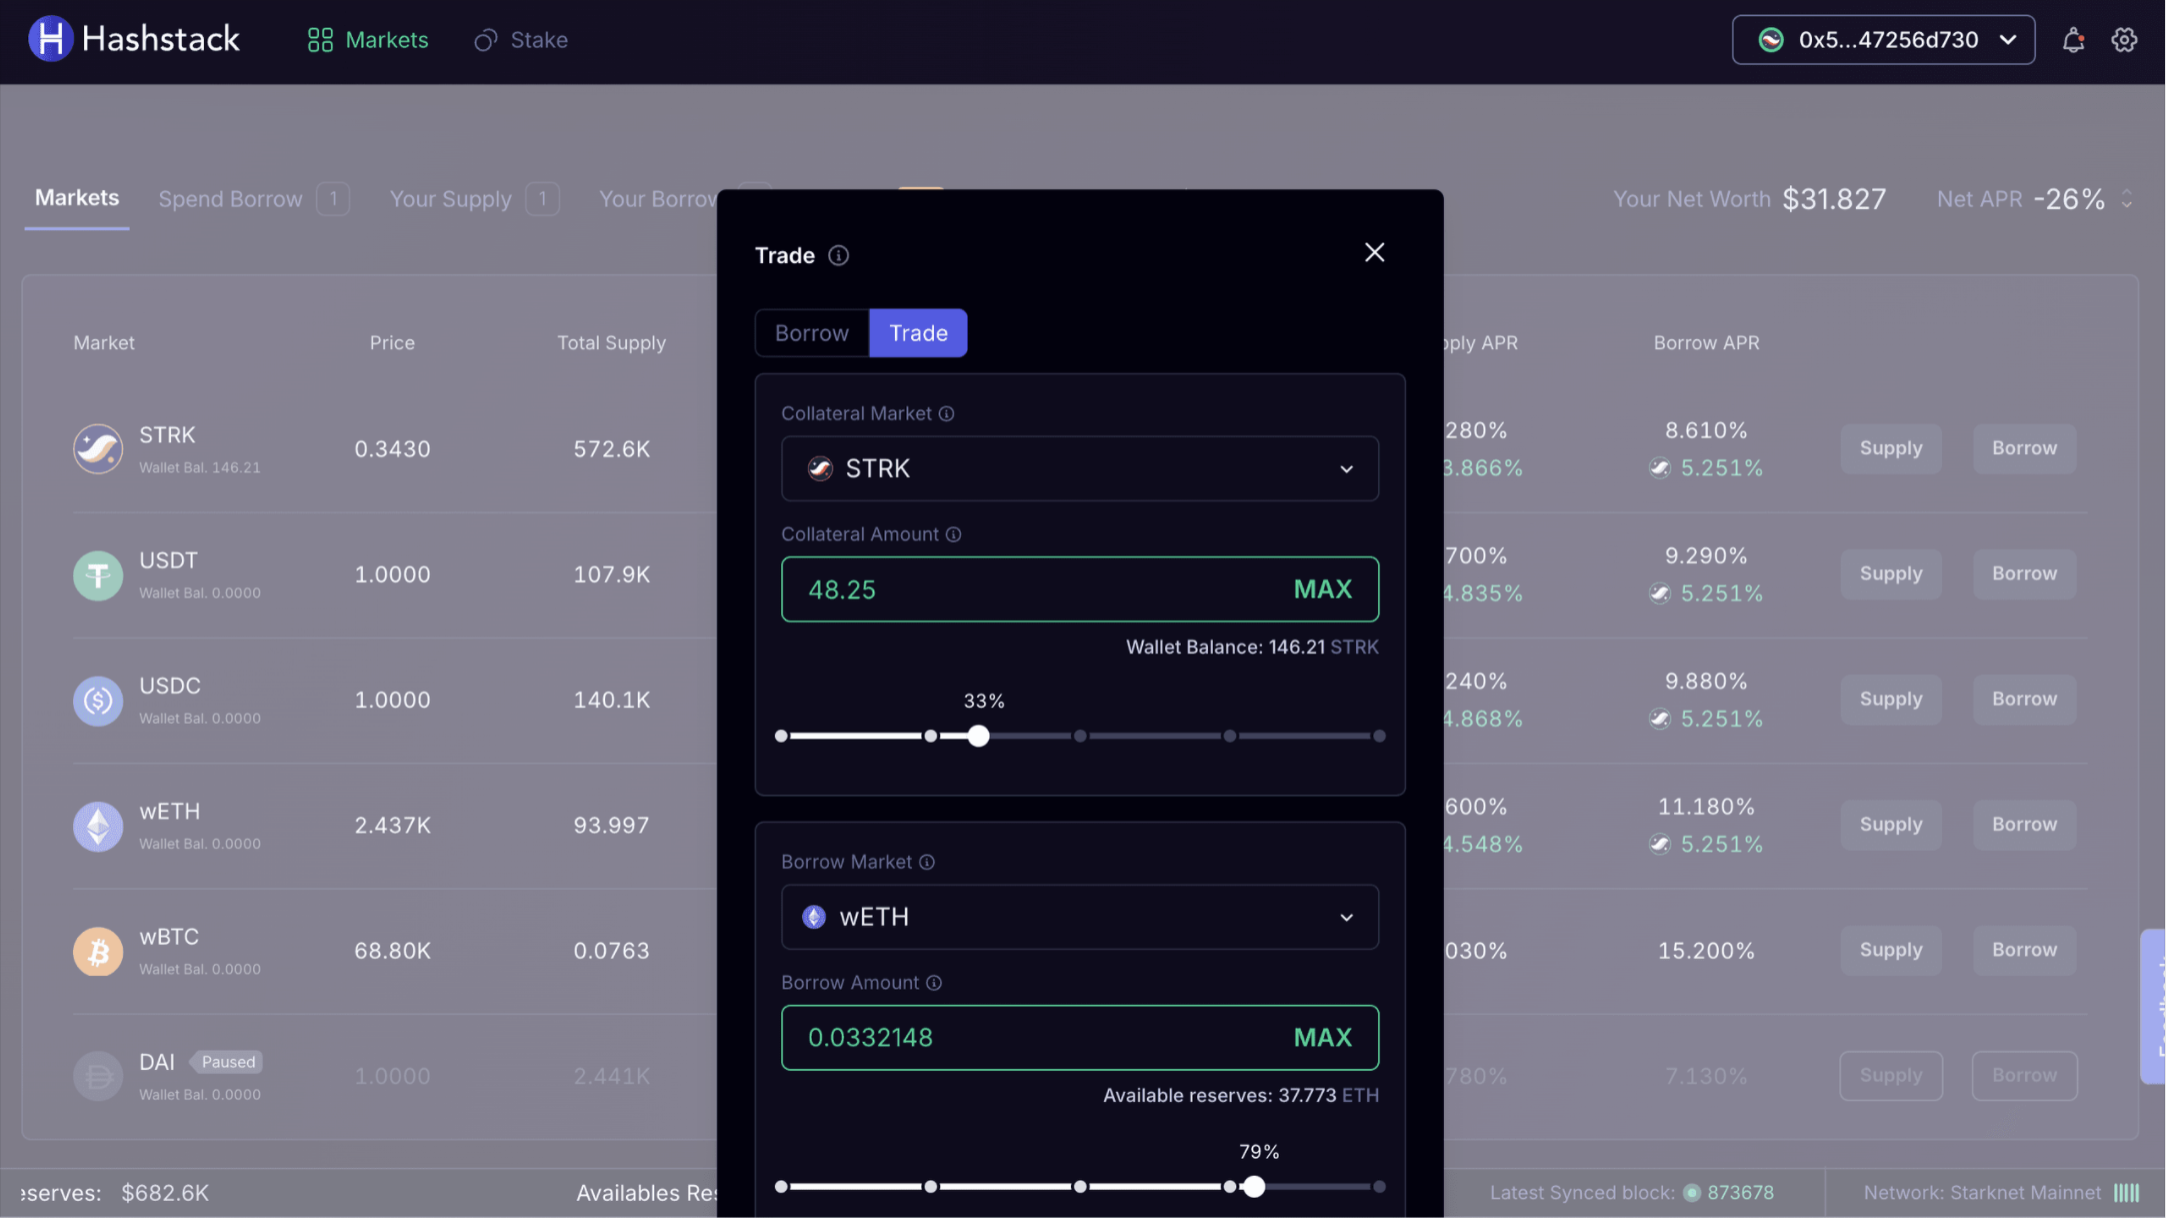 Hashstack
Markets
Stake
0x5...47256d730
Markets
Spend Borrow 1
Your Supply 1
Your Borrow
Your Net Worth $31.827
Net APR -26%
Trade
Borrow
Trade
Market
Price
Total Supply
pply APR
Borrow APR
STRK
Wallet Bal. 146.21
0.3430
572.6K
280%
3.866%
8.610%
5.251%
Supply
Borrow
USDT
Wallet Bal. 0.0000
1.0000
107.9K
700%
4.835%
9.290%
5.251%
Supply
Borrow
USDC
Wallet Bal. 0.0000
1.0000
140.1K
240%
4.868%
9.880%
5.251%
Supply
Borrow
wETH
Wallet Bal. 0.0000
2.437K
93.997
600%
4.548%
11.180%
5.251%
Supply
Borrow
wBTC
Wallet Bal. 0.0000
68.80K
0.0763
030%
15.200%
Supply
Borrow
DAI
Paused
Wallet Bal. 0.0000
1.0000
2.441K
780%
7.130%
Supply
Borrow
Collateral Market
STRK
Collateral Amount
48.25
MAX
Wallet Balance: 146.21 STRK
33%
Borrow Market
wETH
Borrow Amount
0.0332148
MAX
Available reserves: 37.773 ETH
79%
eserves: $682.6K
Availables Res
Latest Synced block: 873678
Network: Starknet Mainnet